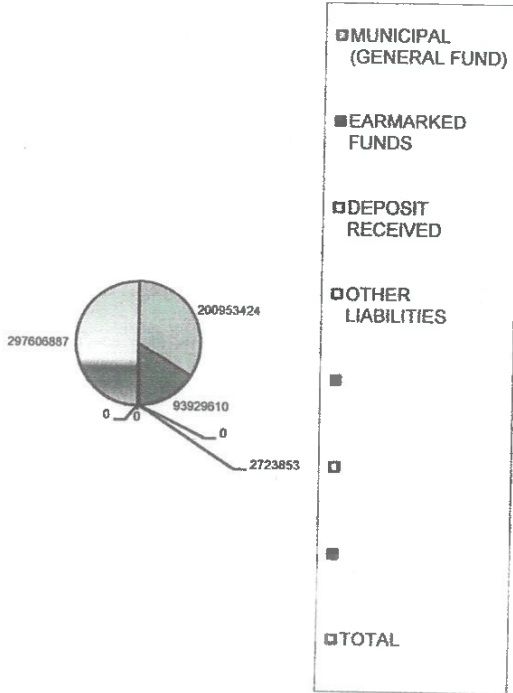 MUNICIPAL
(GENERAL FUND)
EARMARKED
FUNDS
DEPOSIT
RECEIVED
OTHER
LIABILITIES
TOTAL
200953424
297606887
93929610
0
0
0
2723853